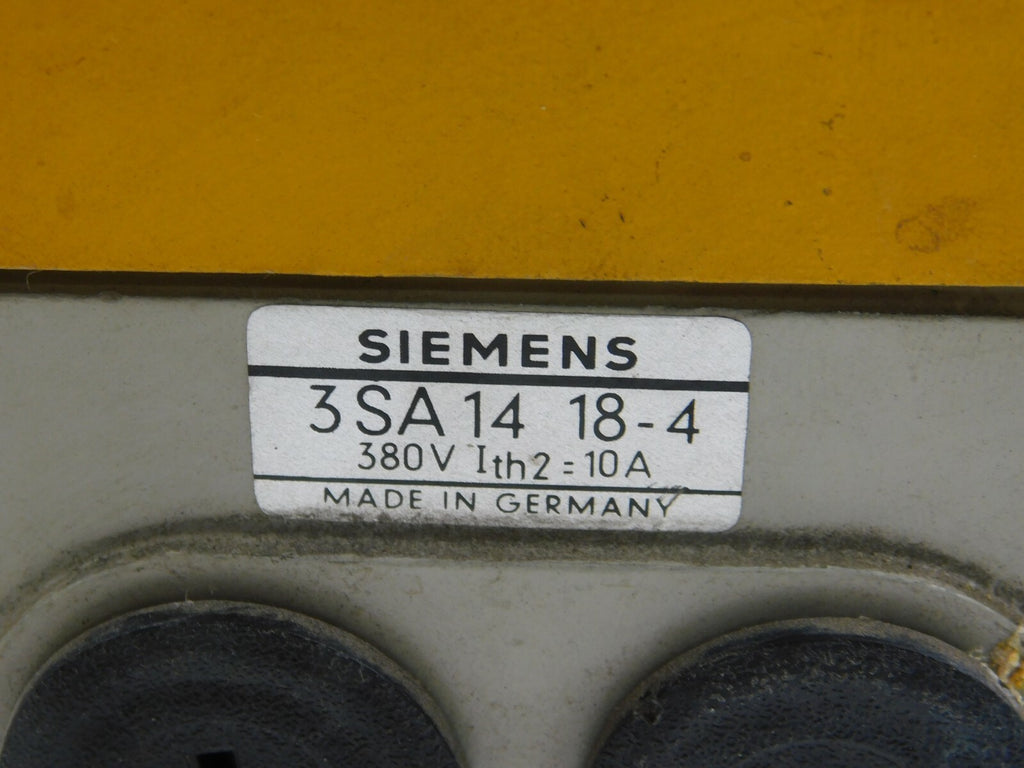 SIEMENS
3SA14 18-4
380V Ith2 = 10A
MADE IN GERMANY